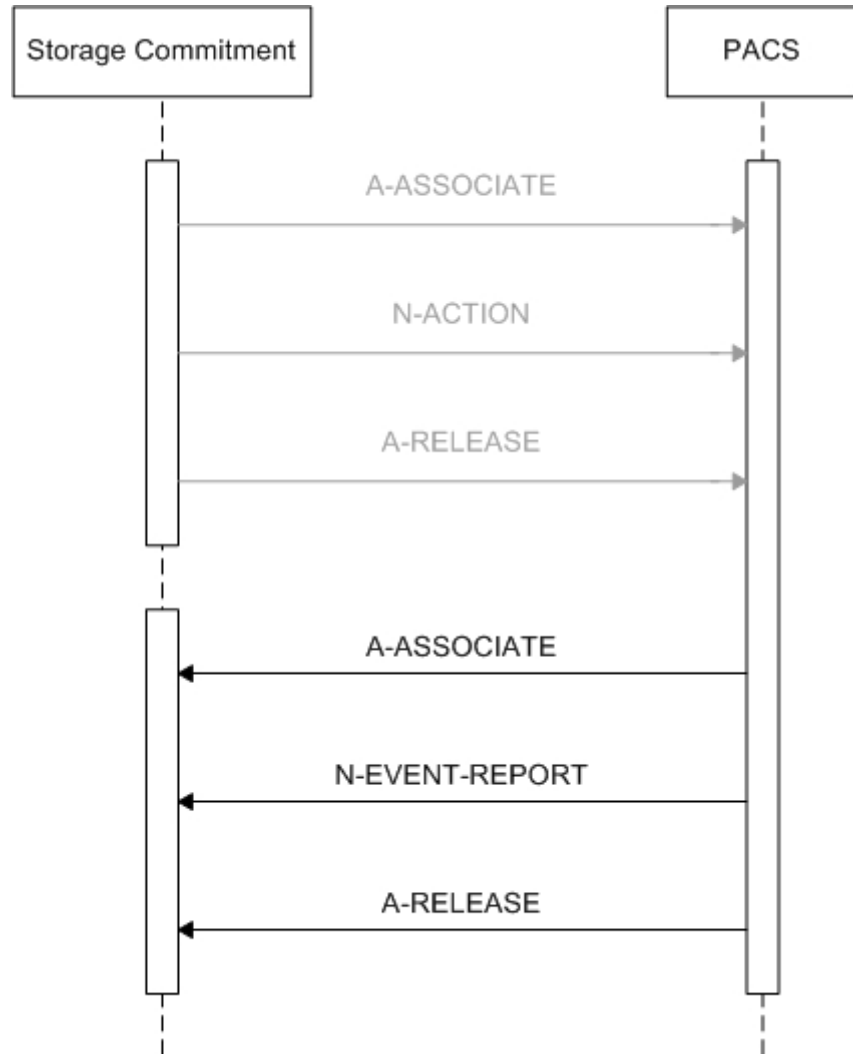 Storage Commitment
PACS
A-ASSOCIATE
N-ACTION
A-RELEASE
A-ASSOCIATE
N-EVENT-REPORT
A-RELEASE